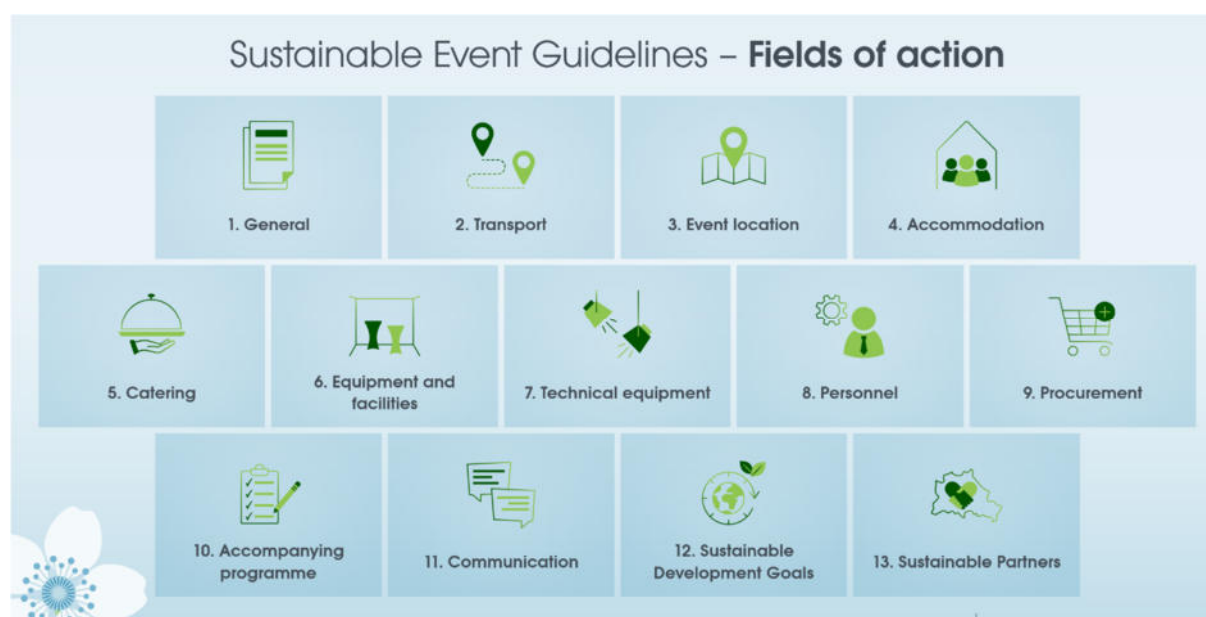 Sustainable Event Guidelines – Fields of action
1. General
2. Transport
3. Event location
4. Accommodation
5. Catering
6. Equipment and
facilities
7. Technical equipment
8. Personnel
9. Procurement
10. Accompanying
programme
11. Communication
12. Sustainable
Development Goals
13. Sustainable Partners